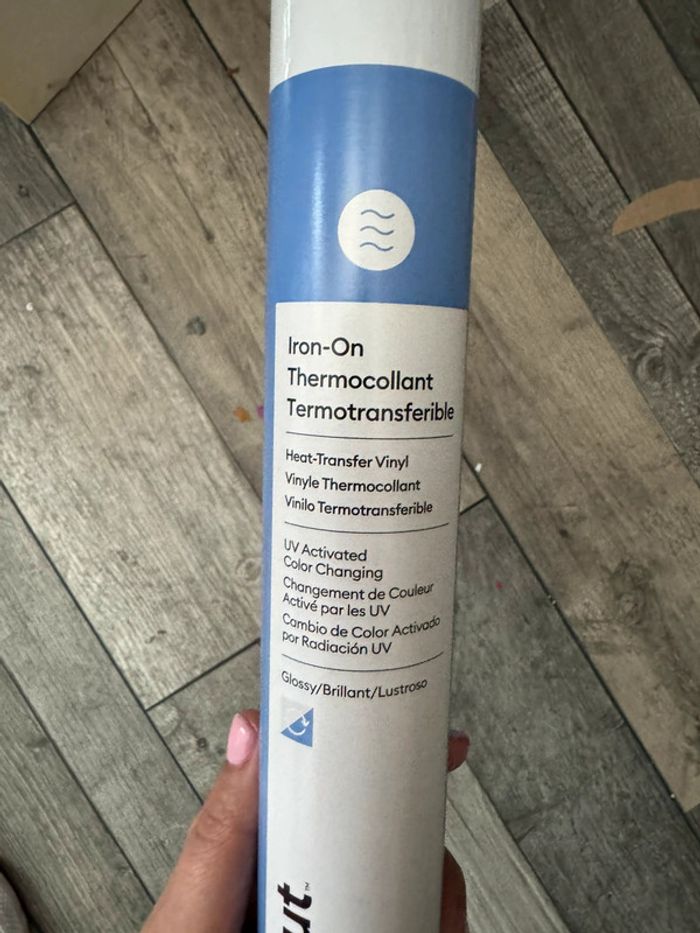 Iron-On
Thermocollant
Termotransferible
Heat-Transfer Vinyl
Vinyle Thermocollant
Vinilo Termotransferible
UV Activated
Color Changing
Changement de Couleur
Activé par les UV
Cambio de Color Activado
por Radiación UV
Glossy/Brillant/Lustroso
ut™